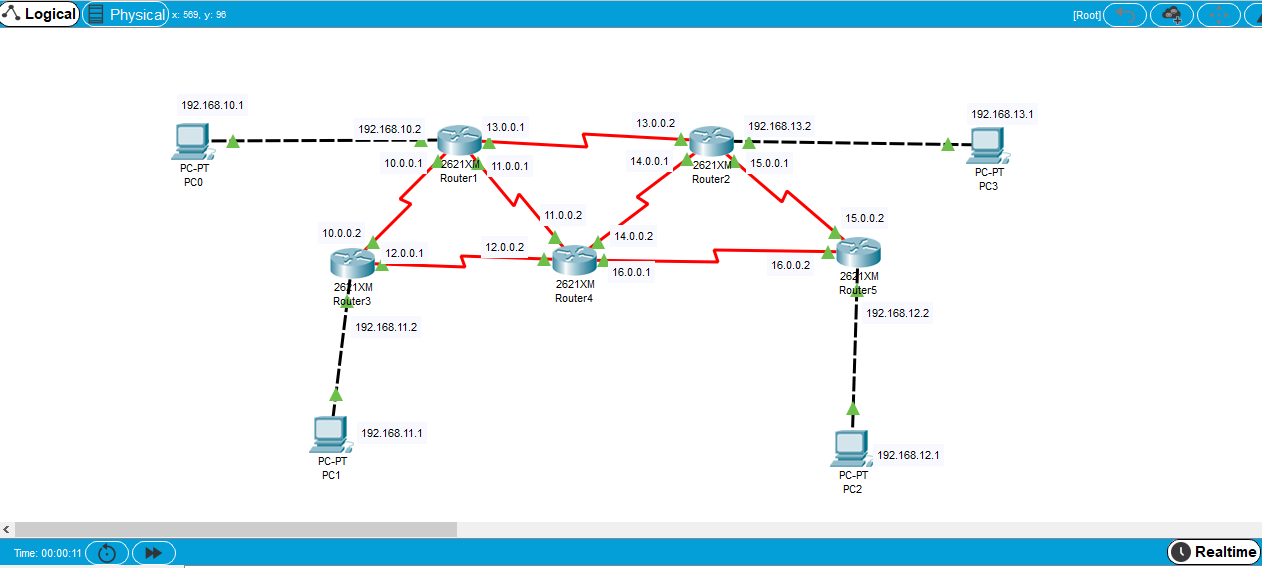 Logical
Physical
x: 569, y: 96
[Root]
192.168.10.1
PC-PT
PC0
192.168.10.2
13.0.0.1
10.0.0.1
11.0.0.1
2621XM
Router1
13.0.0.2
192.168.13.2
14.0.0.1
15.0.0.1
2621XM
Router2
192.168.13.1
PC-PT
PC3
10.0.0.2
12.0.0.1
2621XM
Router3
11.0.0.2
12.0.0.2
14.0.0.2
16.0.0.1
2621XM
Router4
15.0.0.2
16.0.0.2
2621XM
Router5
192.168.11.2
192.168.12.2
192.168.11.1
PC-PT
PC1
192.168.12.1
PC-PT
PC2
Time: 00:00:11
Realtime